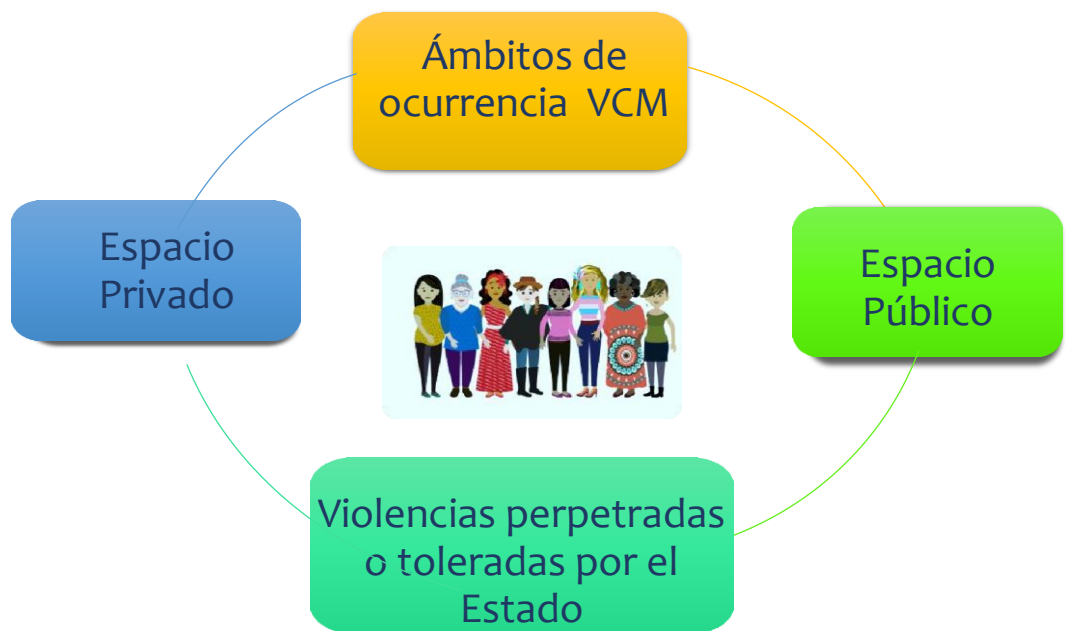 Ámbitos de
ocurrencia VCM
Espacio
Privado
Espacio
Público
Violencias perpetradas
o toleradas por el
Estado